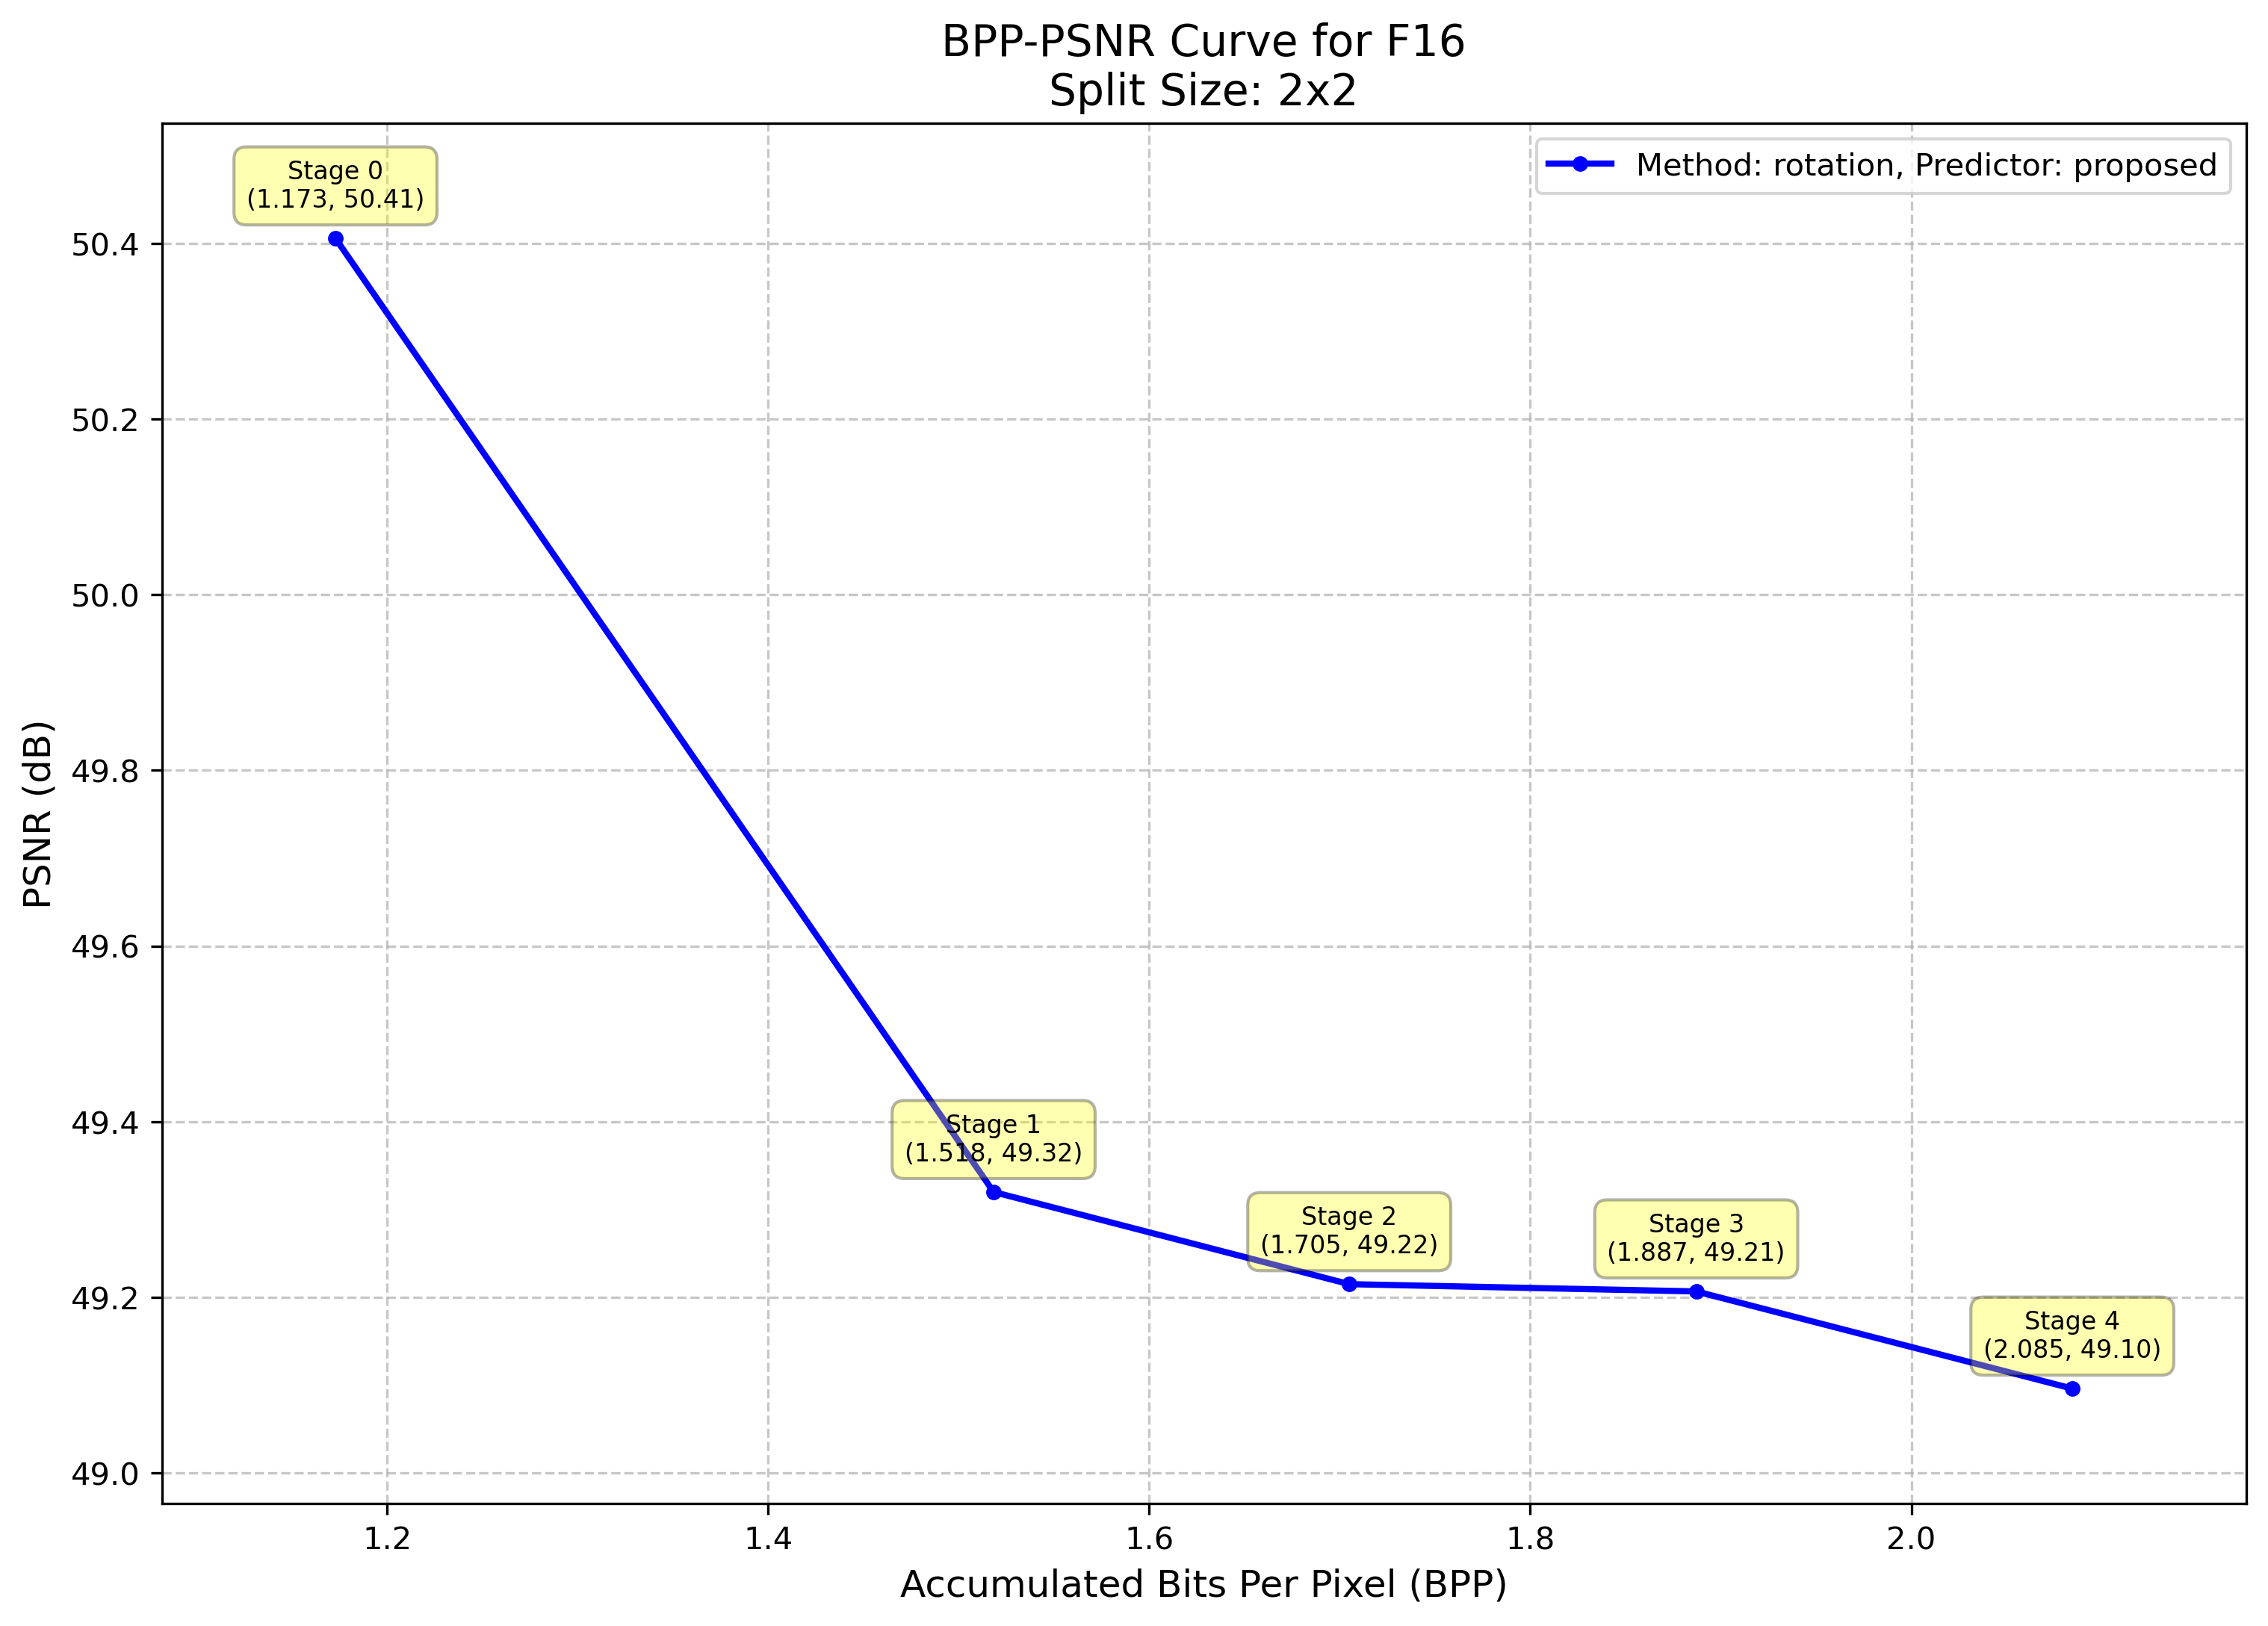 BPP-PSNR Curve for F16
Split Size: 2x2
Method: rotation, Predictor: proposed
Stage 0
(1.173, 50.41)
Stage 1
(1.518, 49.32)
Stage 2
(1.705, 49.22)
Stage 3
(1.887, 49.21)
Stage 4
(2.085, 49.10)
PSNR (dB)
50.4
50.2
50.0
49.8
49.6
49.4
49.2
49.0
1.2
1.4
1.6
1.8
2.0
Accumulated Bits Per Pixel (BPP)